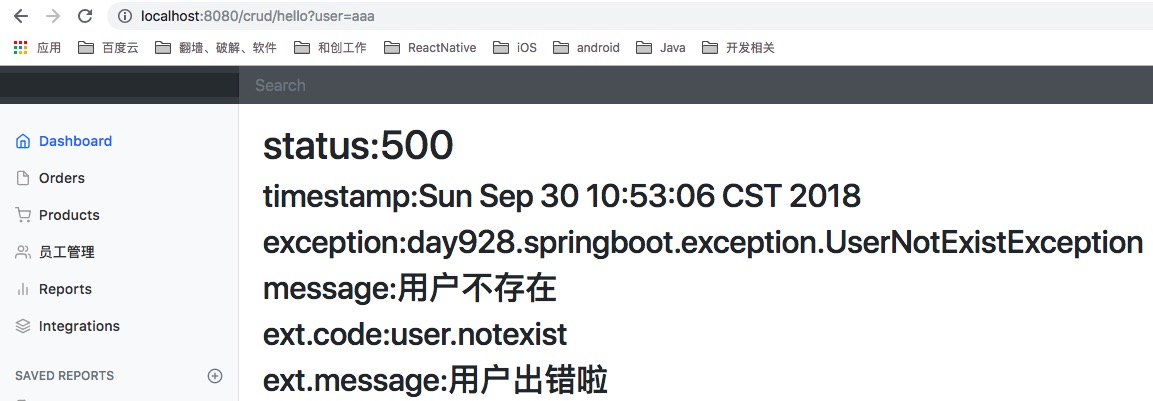 localhost:8080/crud/hello?user=aaa
应用 百度云 翻墙、破解、软件 和创工作 ReactNative iOS android Java 开发相关
Search
Dashboard
Orders
Products
员工管理
Reports
Integrations
SAVED REPORTS
status:500
timestamp:Sun Sep 30 10:53:06 CST 2018
exception:day928.springboot.exception.UserNotExistException
message:用户不存在
ext.code:user.notexist
ext.message:用户出错啦